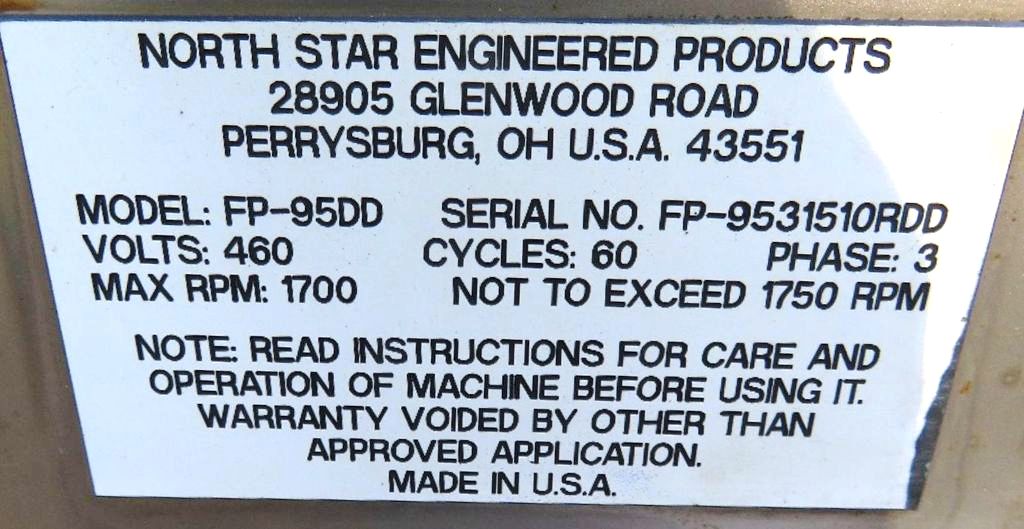 NORTH STAR ENGINEERED PRODUCTS
28905 GLENWOOD ROAD
PERRYSBURG, OH U.S.A. 43551
MODEL: FP-95DD SERIAL NO. FP-9531510RDD
VOLTS: 460 CYCLES: 60 PHASE: 3
MAX RPM: 1700 NOT TO EXCEED 1750 RPM
NOTE: READ INSTRUCTIONS FOR CARE AND
OPERATION OF MACHINE BEFORE USING IT.
WARRANTY VOIDED BY OTHER THAN
APPROVED APPLICATION.
MADE IN U.S.A.